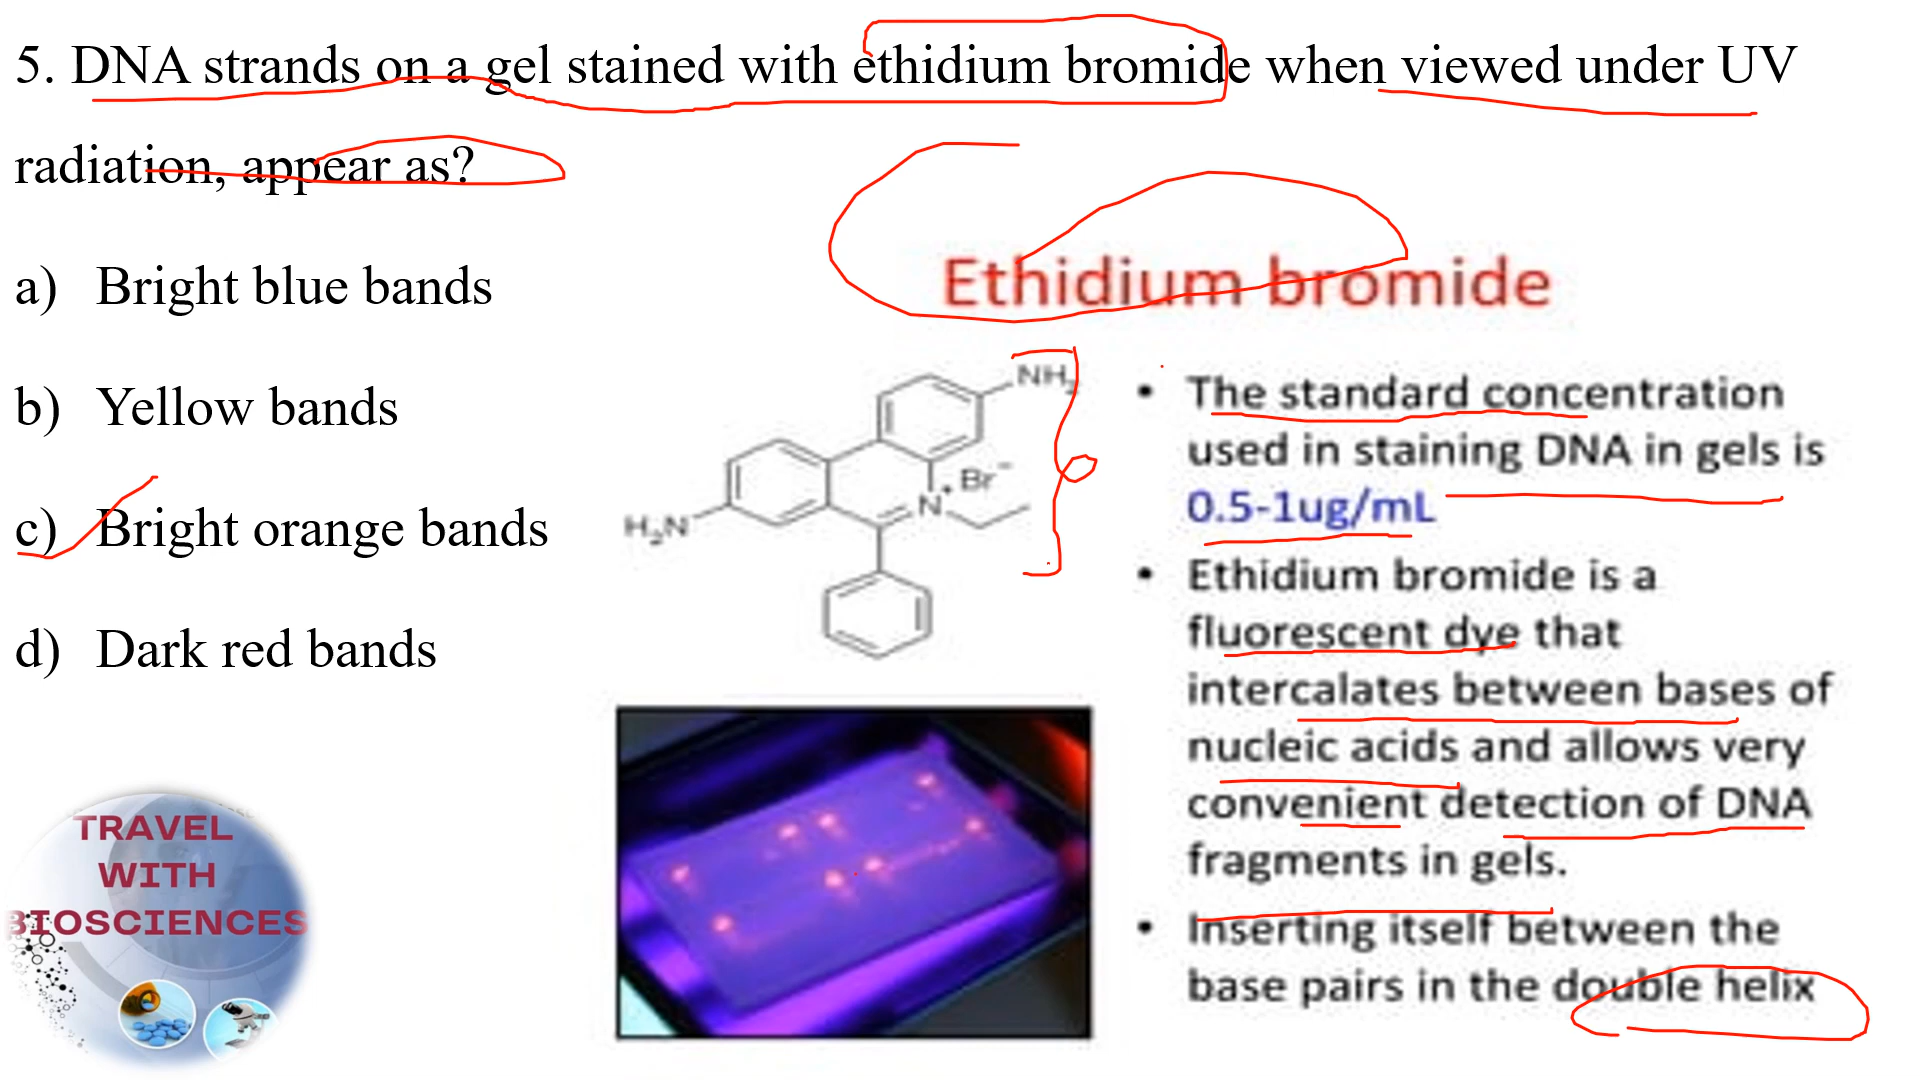 5. DNA strands on a gel stained with ethidium bromide when viewed under UV
radiation, appear as?
a) Bright blue bands
b) Yellow bands
c) Bright orange bands
d) Dark red bands
Ethidium bromide
NH2
Br−
N+
H2N
• The standard concentration
used in staining DNA in gels is
0.5-1ug/mL
• Ethidium bromide is a
fluorescent dye that
intercalates between bases of
nucleic acids and allows very
convenient detection of DNA
fragments in gels.
• Inserting itself between the
base pairs in the double helix
TRAVEL
WITH
BIOSCIENCES